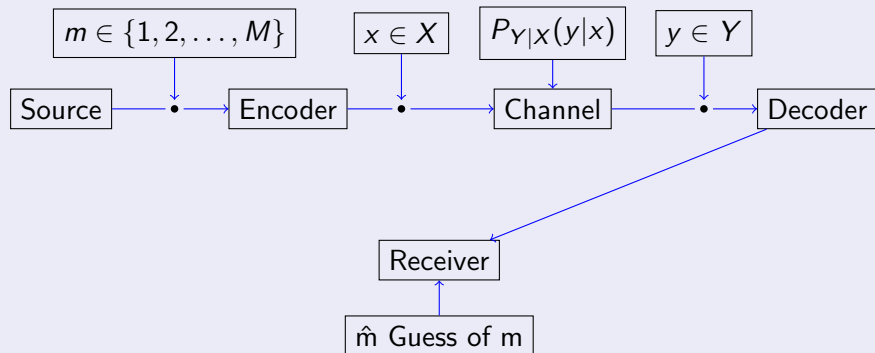 m ∈ {1, 2, . . . , M}
x ∈ X
P_{Y|X}(y|x)
y ∈ Y
Source
Encoder
Channel
Decoder
Receiver
m̂ Guess of m